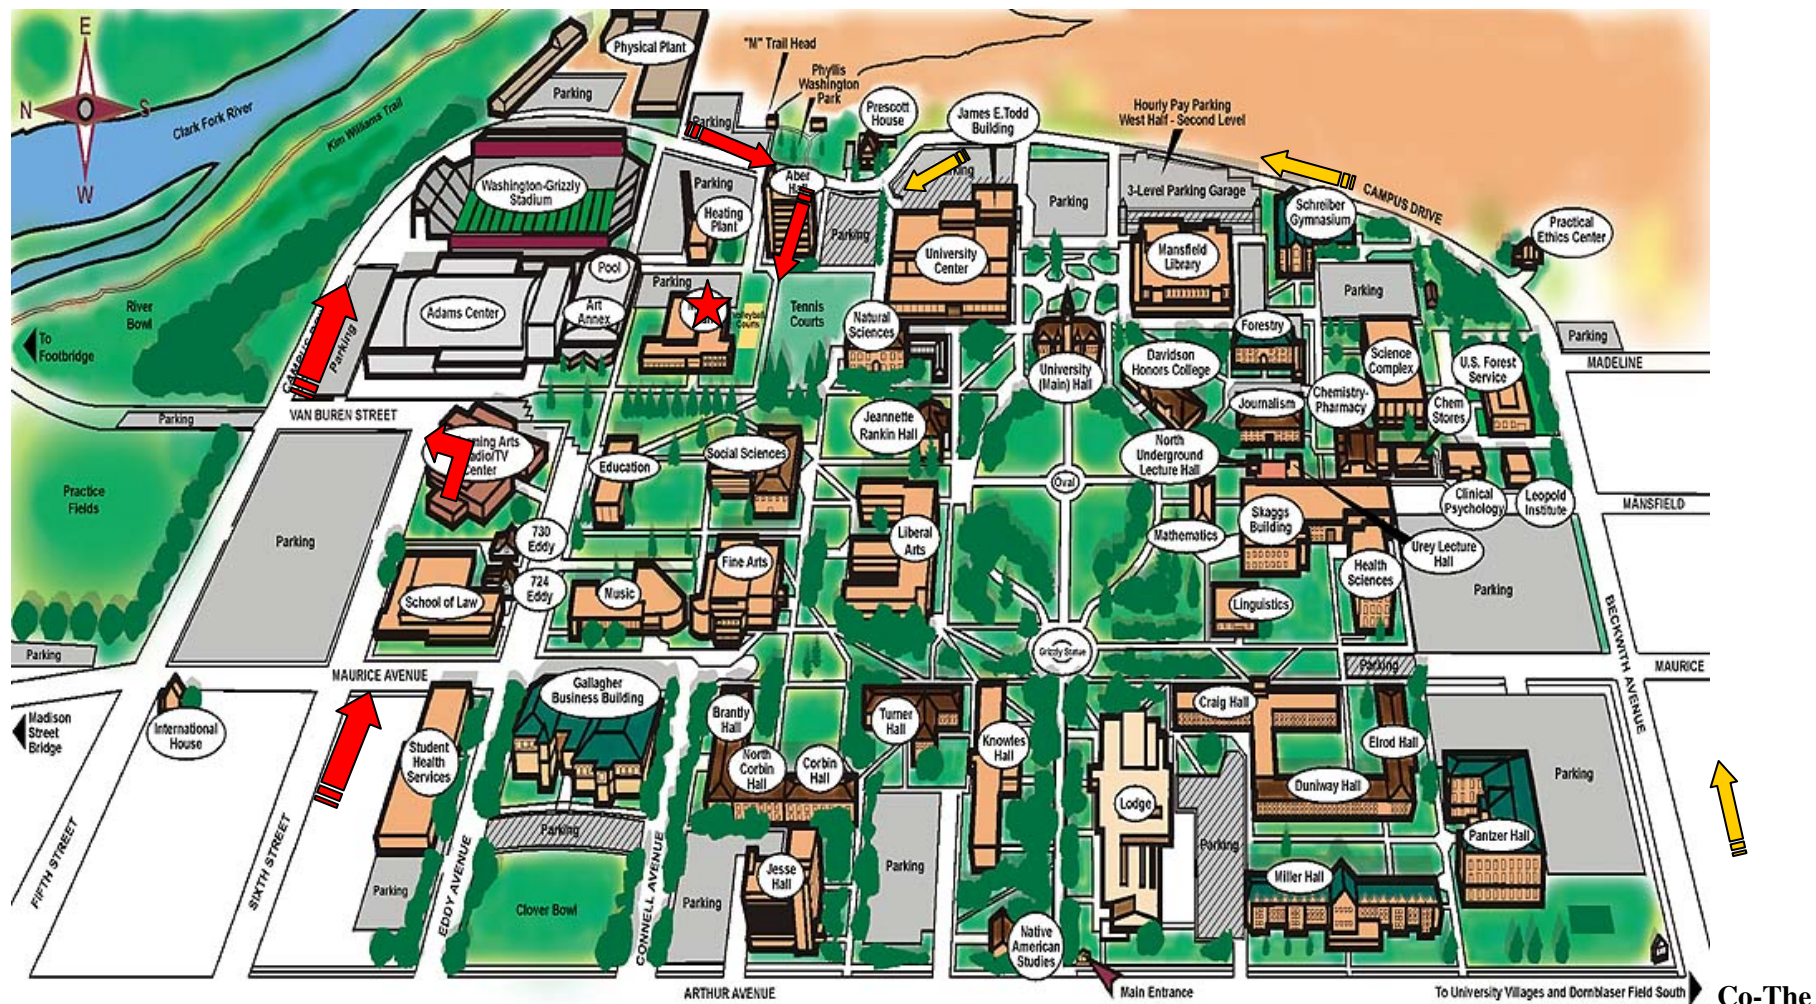 E
N
S
W
Clark Fork River
Kim Williams Trail
Physical Plant
Parking
"M" Trail Head
Phyllis
Washington
Park
Prescott
House
James E.Todd
Building
Hourly Pay Parking
West Half - Second Level
Parking
Washington-Grizzly
Stadium
Parking
Heating
Plant
Aber
Parking
University
Center
Parking
3-Level Parking Garage
Mansfield
Library
Schreiber
Gymnasium
CAMPUS DRIVE
Practical
Ethics Center
River
Bowl
To
Footbridge
Parking
Adams Center
Pool
Art
Annex
Parking
Courts
Tennis
Courts
Natural
Sciences
University
(Main) Hall
Davidson
Honors College
Forestry
Parking
Science
Complex
U.S. Forest
Service
Parking
MADELINE
Parking
VAN BUREN STREET
Center
Education
Social Sciences
Jeannette
Rankin Hall
North
Underground
Lecture Hall
Journalism
Chemistry-
Pharmacy
Chem
Stores
Practice
Fields
Parking
730
Eddy
724
Eddy
School of Law
Music
Fine Arts
Liberal
Arts
Oval
Mathematics
Skaggs
Building
Clinical
Psychology
Leopold
Institute
MANSFIELD
Urey Lecture
Hall
Health
Sciences
Linguistics
Parking
Parking
MAURICE AVENUE
Grizzly Statue
Parking
BECKWITH AVENUE
MAURICE
Madison
Street
Bridge
International
House
Student
Health
Services
Gallagher
Business Building
Brantly
Hall
North
Corbin
Hall
Corbin
Hall
Turner
Hall
Knowles
Hall
Lodge
Craig Hall
Elrod Hall
Duniway Hall
Parking
Pantzer Hall
Parking
FIFTH STREET
SIXTH STREET
Parking
EDDY AVENUE
Parking
Clover Bowl
CONNELL AVENUE
Parking
Jesse
Hall
Parking
Native
American
Studies
Miller Hall
ARTHUR AVENUE
Main Entrance
To University Villages and Dornblaser Field South
Co-The